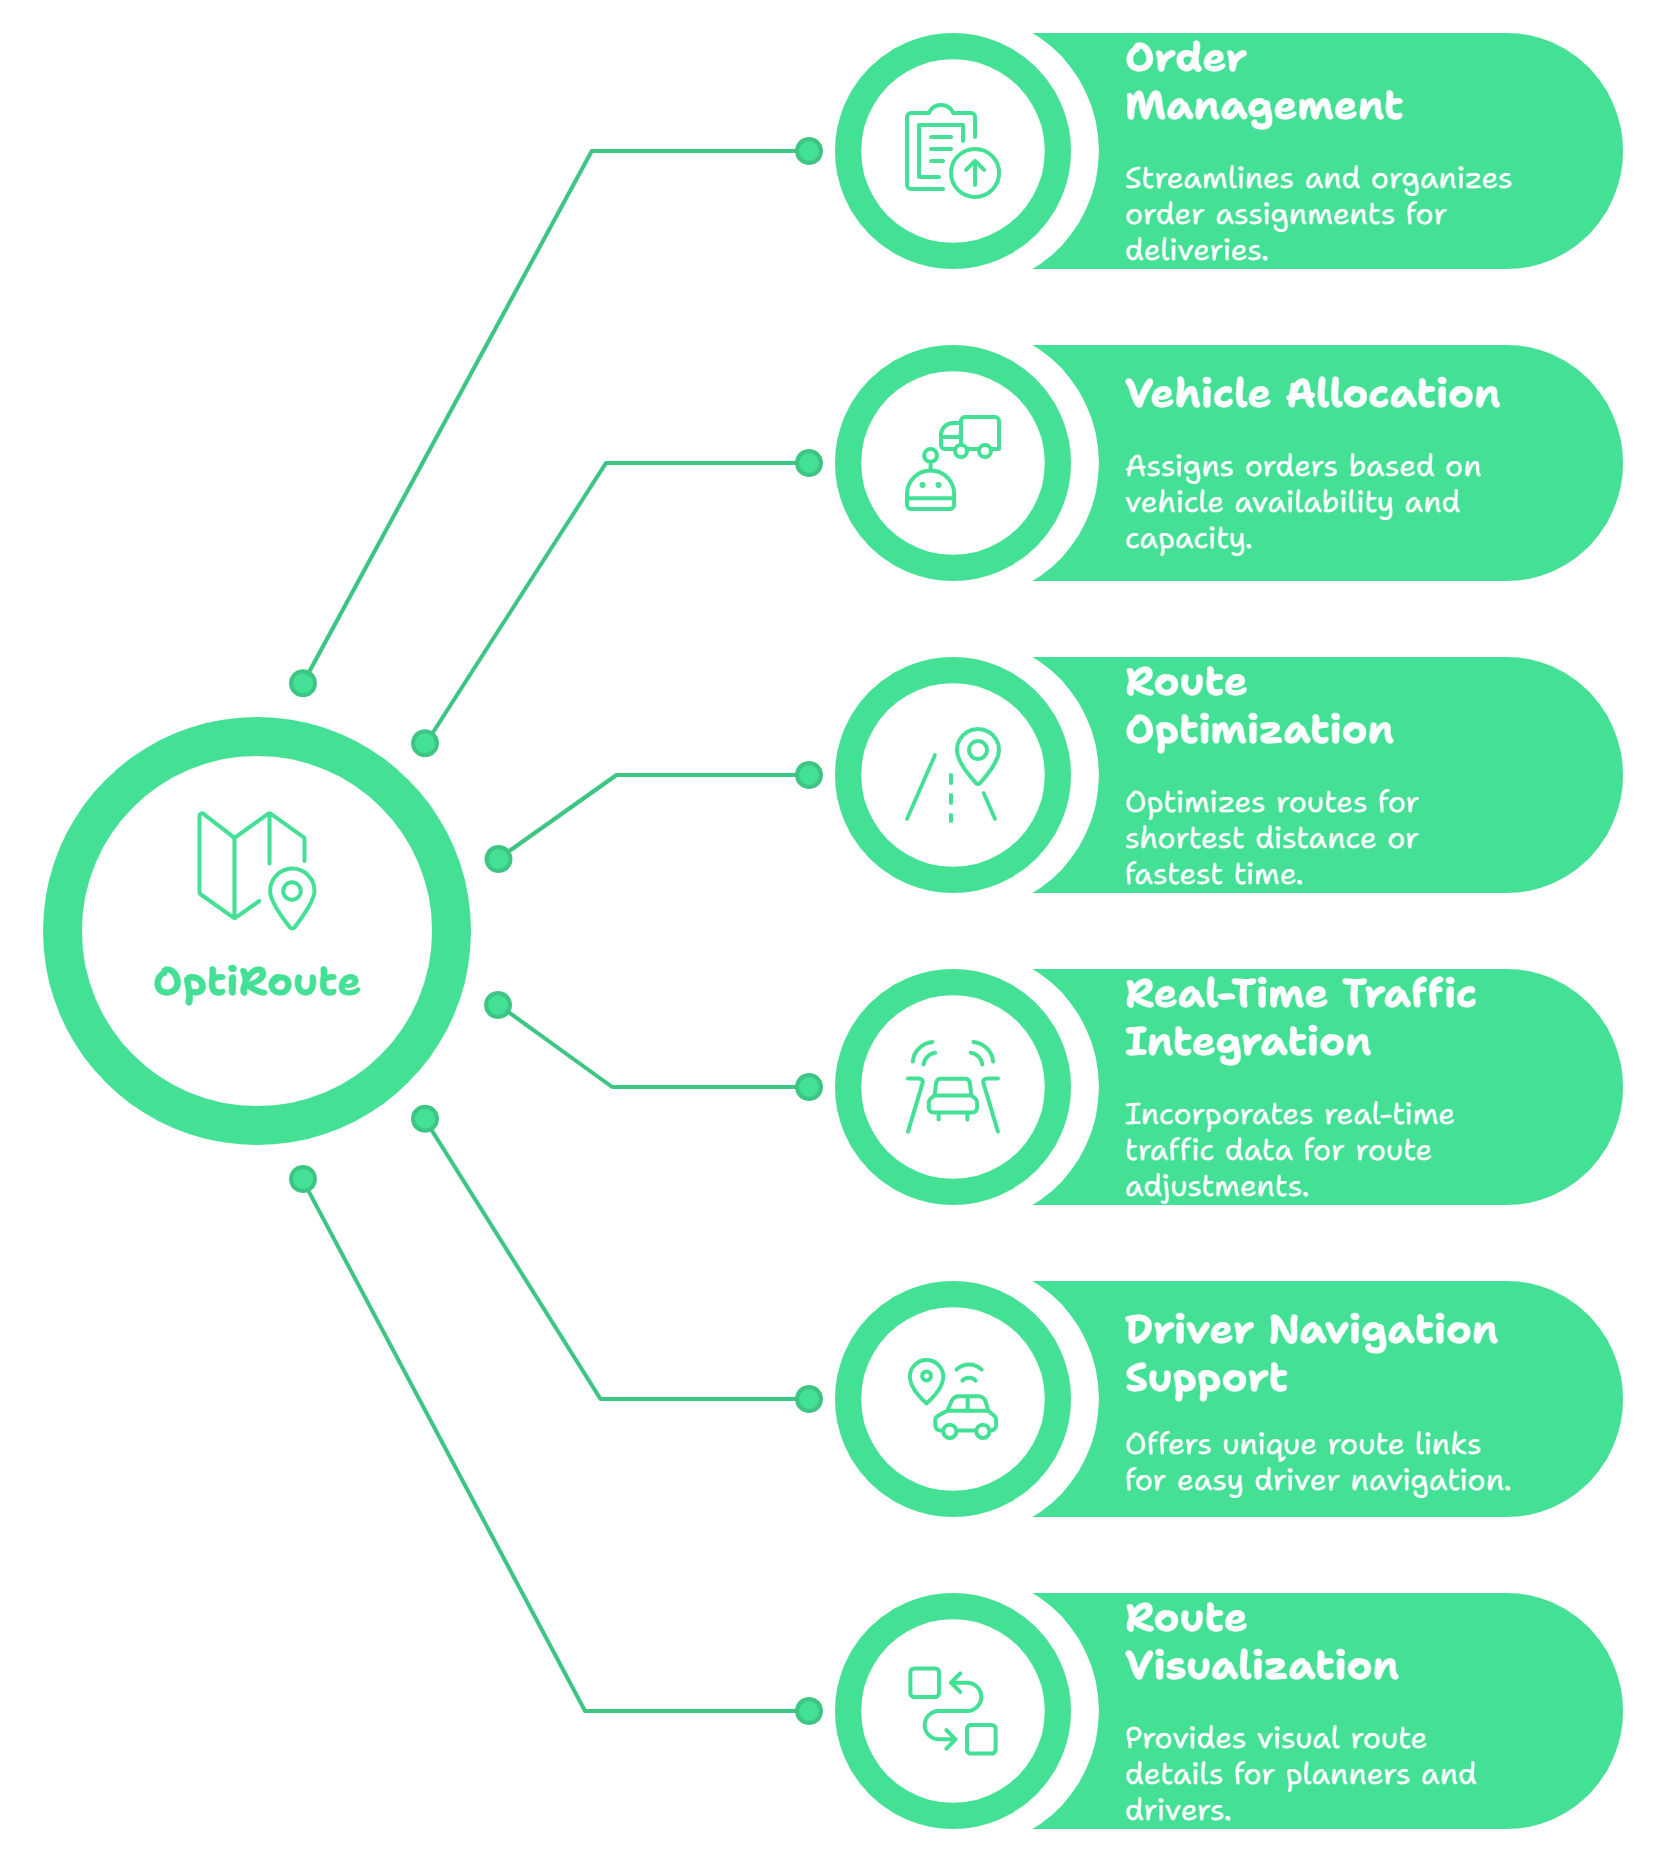 Order
Management
Streamlines and organizes
order assignments for
deliveries.
Vehicle Allocation
Assigns orders based on
vehicle availability and
capacity.
Route
Optimization
Optimizes routes for
shortest distance or
fastest time.
OptiRoute
Real-Time Traffic
Integration
Incorporates real-time
traffic data for route
adjustments.
Driver Navigation
Support
Offers unique route links
for easy driver navigation.
Route
Visualization
Provides visual route
details for planners and
drivers.